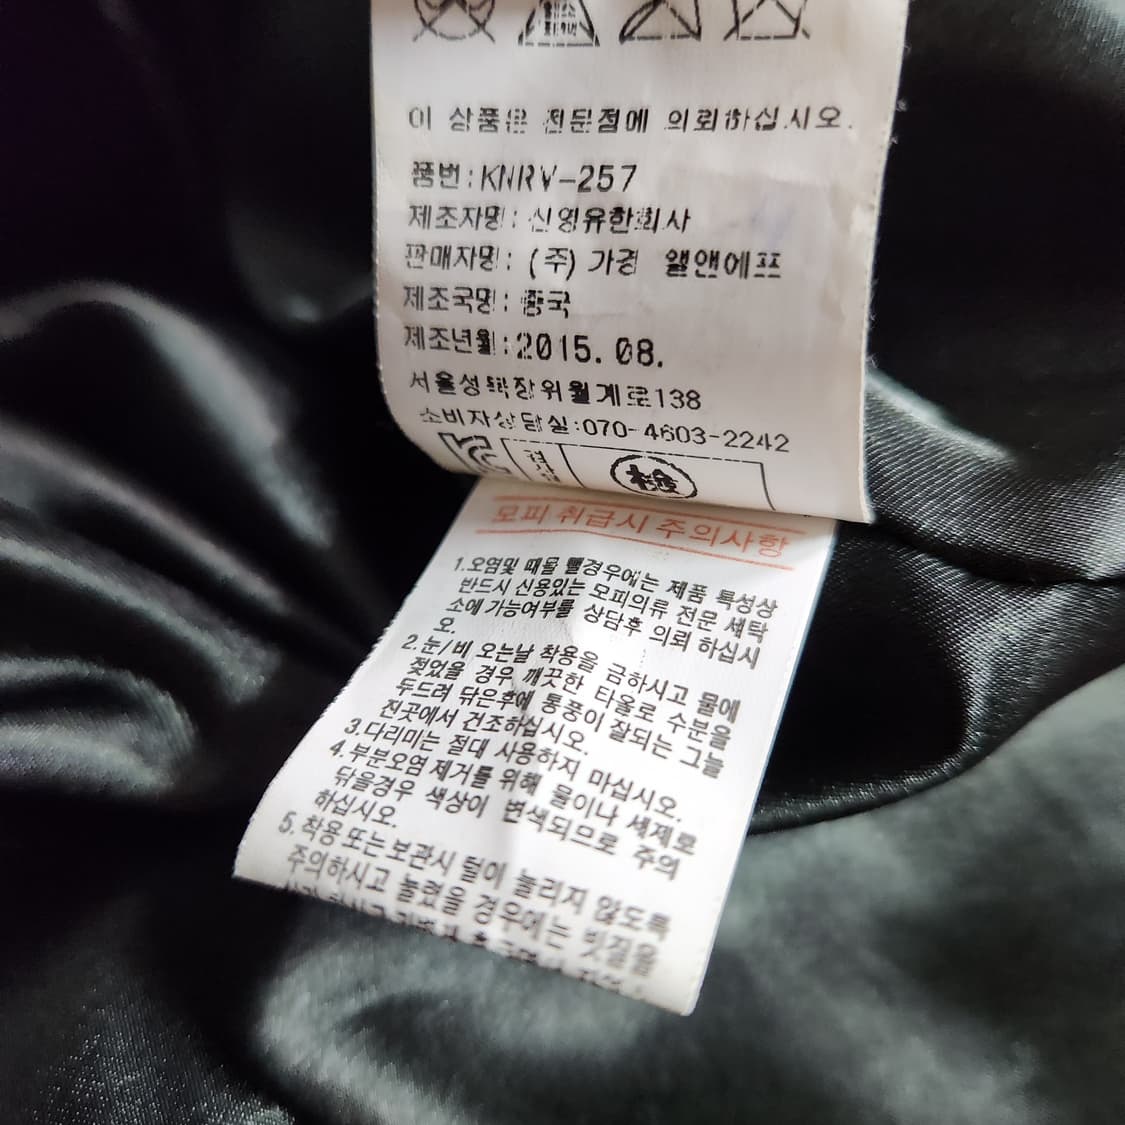 이 상품은 전문점에 의뢰하십시오.
품번:KNRV-257
제조자명: 신영유한회사
판매자명: (주) 가경 앨앤에프
제조국명: 중국
제조년월:2015. 08.
서울성북장위월계로138
소비자상담실:070-4603-2242
檢
모피 취급시 주의사항
1.오염및 때물 뺄경우에는 제품 특성상
반드시 신용있는 모피의류 전문 세탁
소에 가능여부를 상담후 의뢰 하십시
오.
2.눈/비 오는날 착용을 금하시고 물에
젖었을 경우 깨끗한 타올로 수분을
두드려 닦은후에 통풍이 잘되는 그늘
진곳에서 건조하십시오.
3.다리미는 절대 사용하지 마십시오.
4.부분오염 제거를 위해 물이나 세제로
닦을경우 색상이 변색되므로 주의
하십시오.
5.착용 또는 보관시 털이 눌리지 않도록
주의하시고 눌렸을 경우에는 빗질을